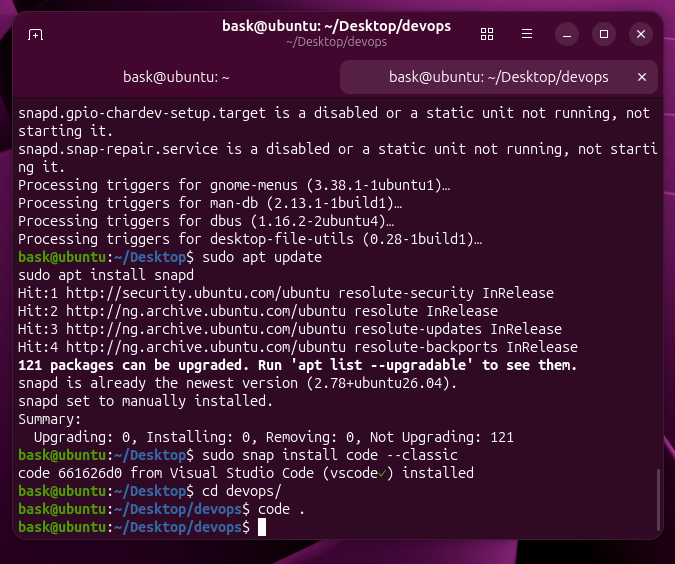 bask@ubuntu: ~/Desktop/devops
~/Desktop/devops
bask@ubuntu: ~
bask@ubuntu: ~/Desktop/devops
snapd.gpio-chardev-setup.target is a disabled or a static unit not running, not
starting it.
snapd.snap-repair.service is a disabled or a static unit not running, not starti
ng it.
Processing triggers for gnome-menus (3.38.1-1ubuntu1)…
Processing triggers for man-db (2.13.1-1build1)…
Processing triggers for dbus (1.16.2-2ubuntu4)…
Processing triggers for desktop-file-utils (0.28-1build1)…
bask@ubuntu:~/Desktop$ sudo apt update
sudo apt install snapd
Hit:1 http://security.ubuntu.com/ubuntu resolute-security InRelease
Hit:2 http://ng.archive.ubuntu.com/ubuntu resolute InRelease
Hit:3 http://ng.archive.ubuntu.com/ubuntu resolute-updates InRelease
Hit:4 http://ng.archive.ubuntu.com/ubuntu resolute-backports InRelease
121 packages can be upgraded. Run 'apt list --upgradable' to see them.
snapd is already the newest version (2.78+ubuntu26.04).
snapd set to manually installed.
Summary:
  Upgrading: 0, Installing: 0, Removing: 0, Not Upgrading: 121
bask@ubuntu:~/Desktop$ sudo snap install code --classic
code 661626d0 from Visual Studio Code (vscode✓) installed
bask@ubuntu:~/Desktop$ cd devops/
bask@ubuntu:~/Desktop/devops$ code .
bask@ubuntu:~/Desktop/devops$